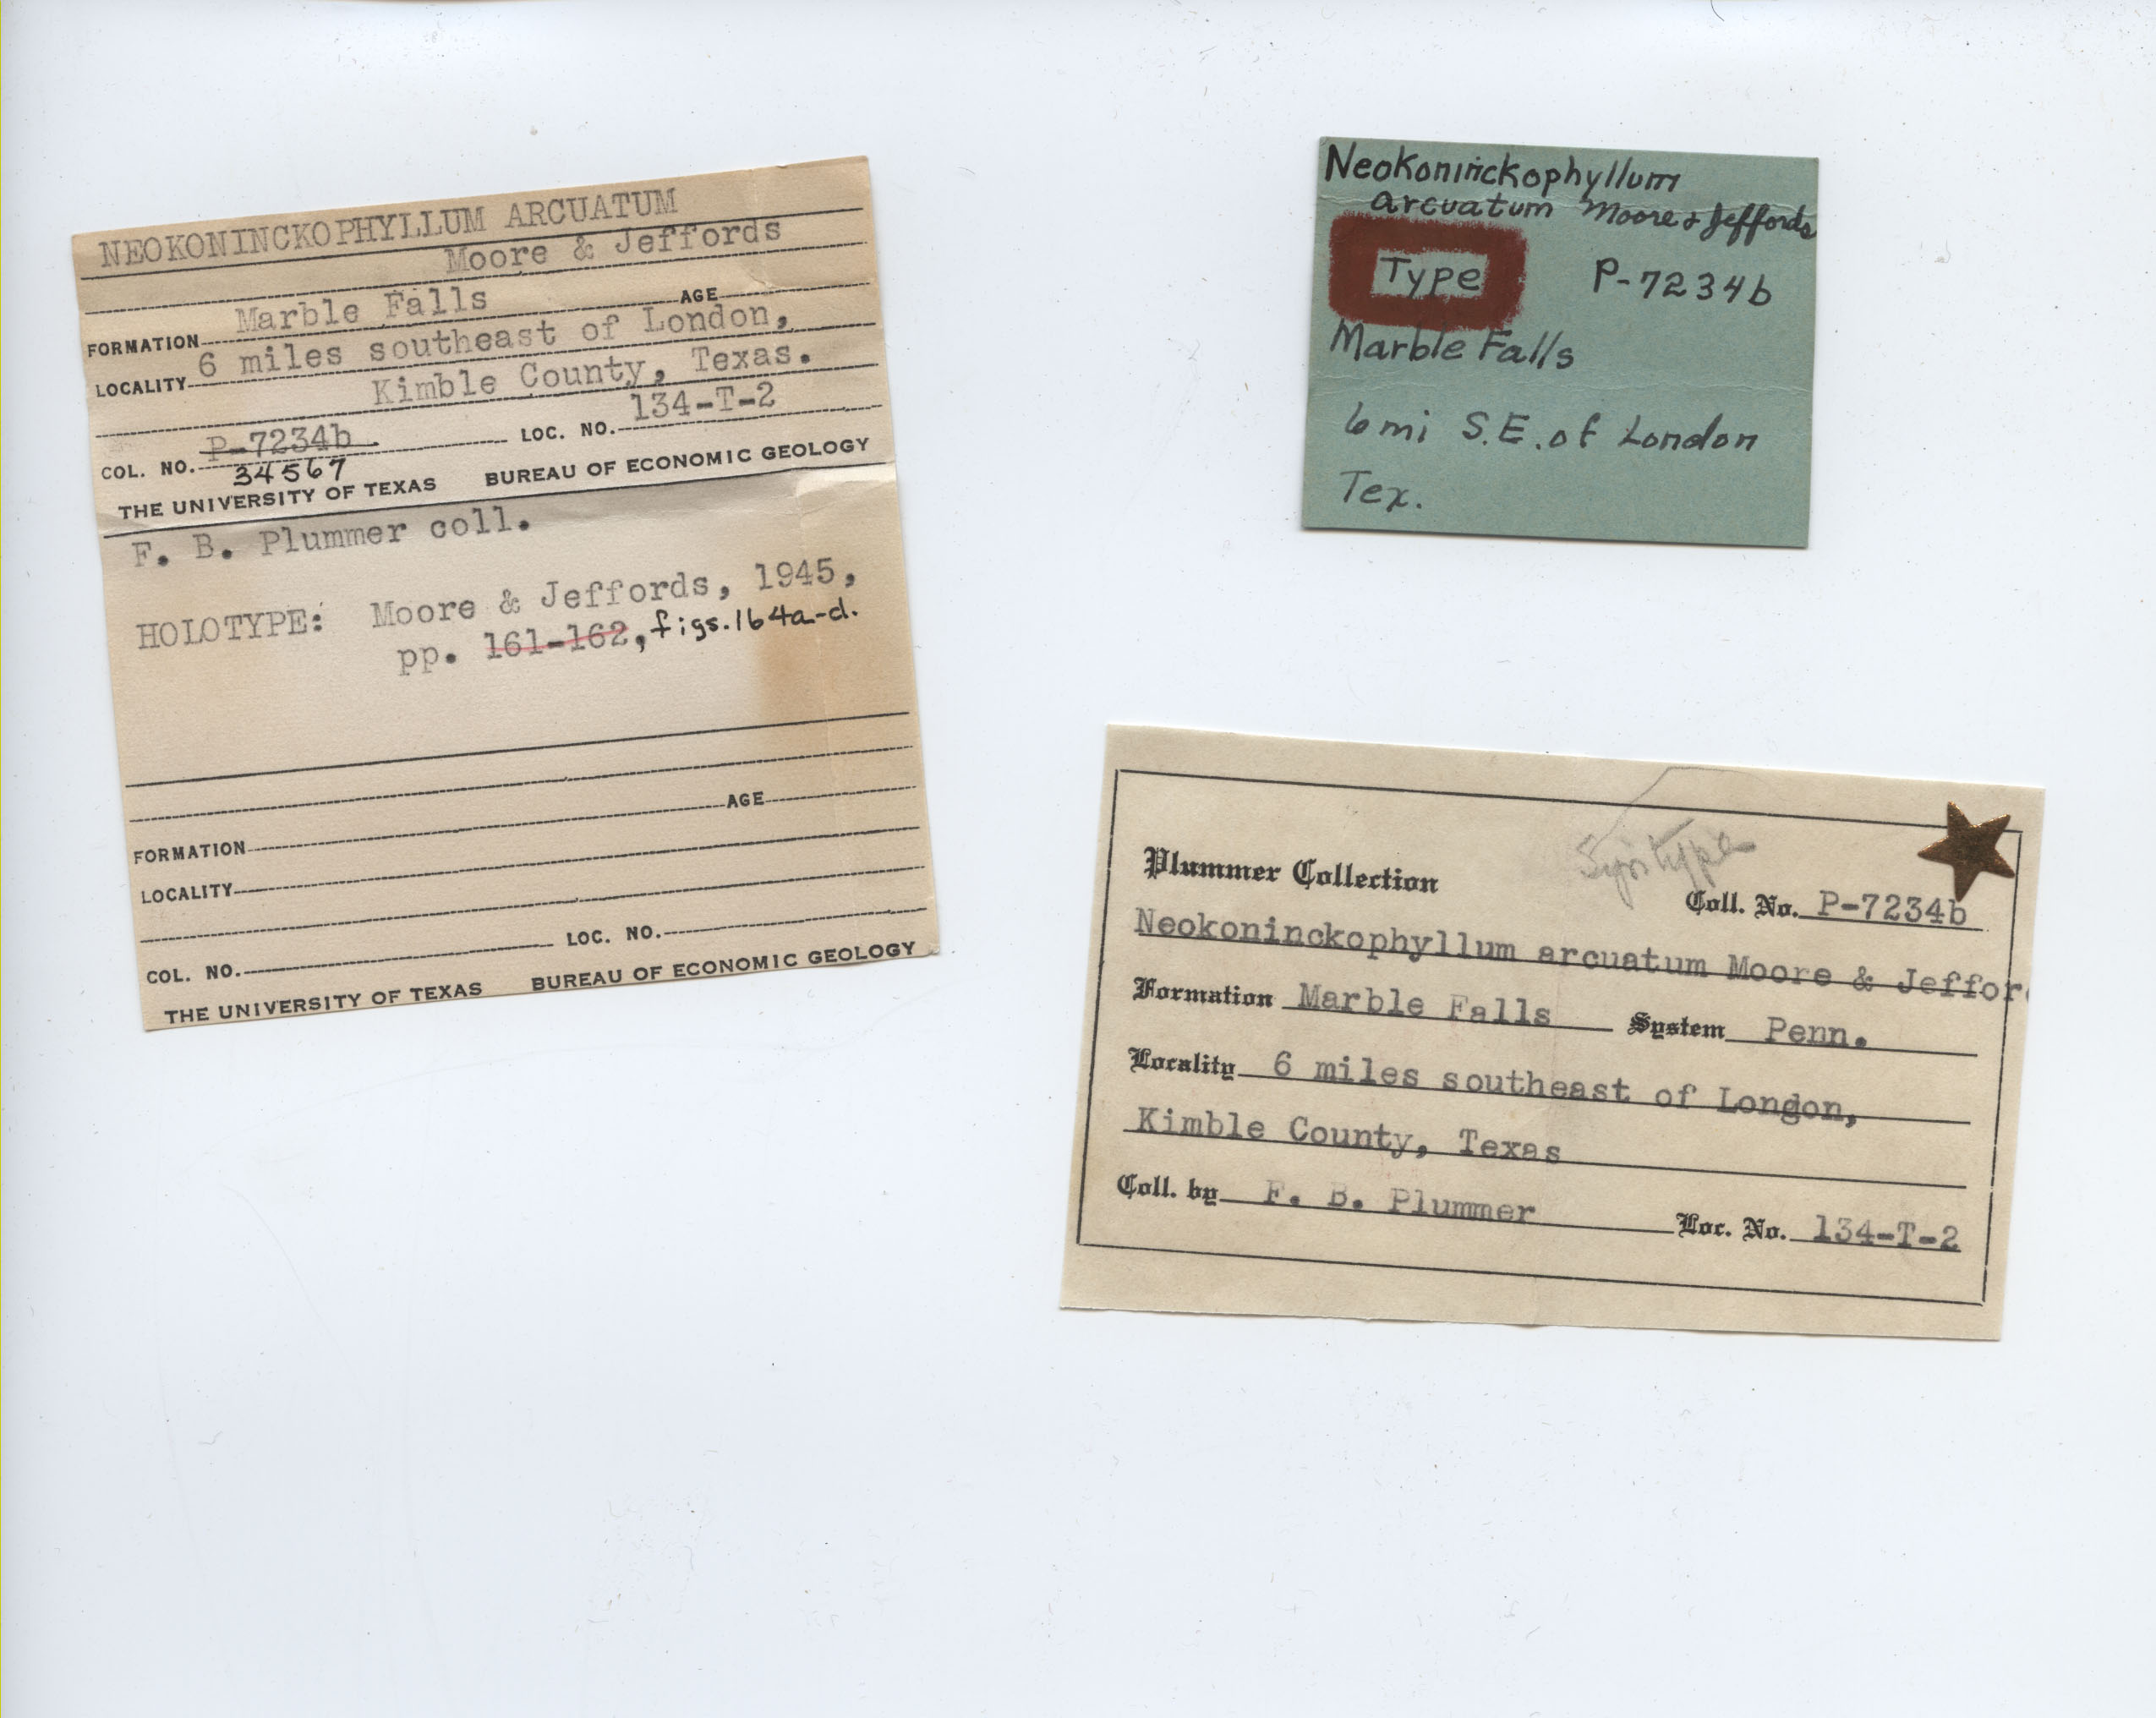 NEOKONINCKOPHYLLUM ARCUATUM
Moore & Jeffords
AGE
FORMATION Marble Falls
LOCALITY 6 miles southeast of London,
Kimble County, Texas.
COL. NO. P-7234b. LOC. NO. 134-T-2
34567
THE UNIVERSITY OF TEXAS BUREAU OF ECONOMIC GEOLOGY
F. B. Plummer coll.
HOLOTYPE: Moore & Jeffords, 1945,
pp. 161-162, figs. 164a-d.
AGE
FORMATION
LOCALITY
COL. NO. LOC. NO.
THE UNIVERSITY OF TEXAS BUREAU OF ECONOMIC GEOLOGY
Neokoninckophyllum
arcuatum Moore & Jeffords
Type P-7234b
Marble Falls
6 mi S.E. of London
Tex.
Syntype
Plummer Collection Coll. No. P-7234b
Neokoninckophyllum arcuatum Moore & Jeffor
Formation Marble Falls System Penn.
Locality 6 miles southeast of Longon,
Kimble County, Texas
Coll. by F. B. Plummer Loc. No. 134-T-2